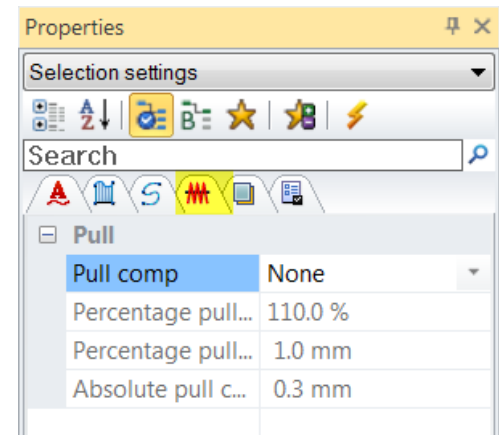 Properties
Selection settings
Search
Pull
Pull comp None
Percentage pull... 110.0 %
Percentage pull... 1.0 mm
Absolute pull c... 0.3 mm